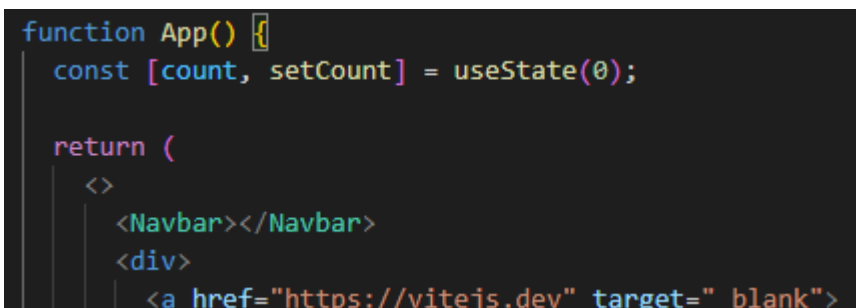 function App() {
const [count, setCount] = useState(0);
return (
<>
<Navbar></Navbar>
<div>
<a href="https://vitejs.dev" target="_blank">